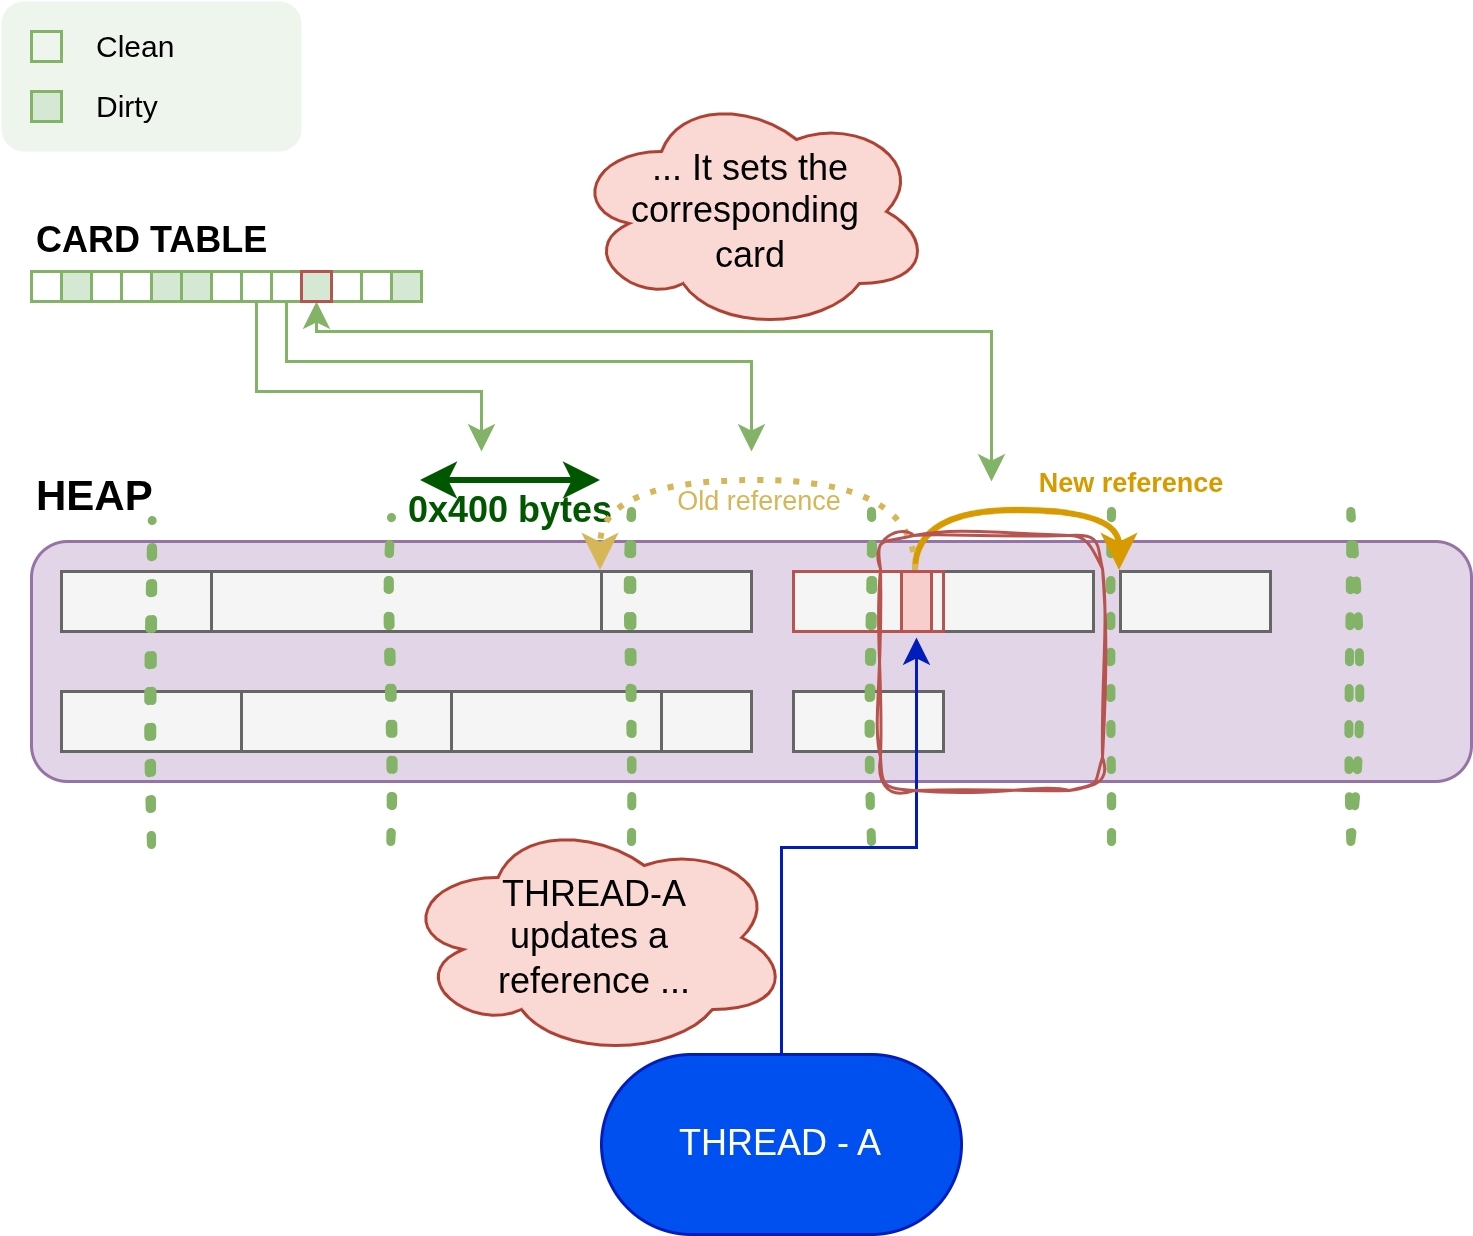 Clean
Dirty
... It sets the
corresponding
card
CARD TABLE
HEAP
0x400 bytes
Old reference
New reference
THREAD-A
updates a
reference ...
THREAD - A